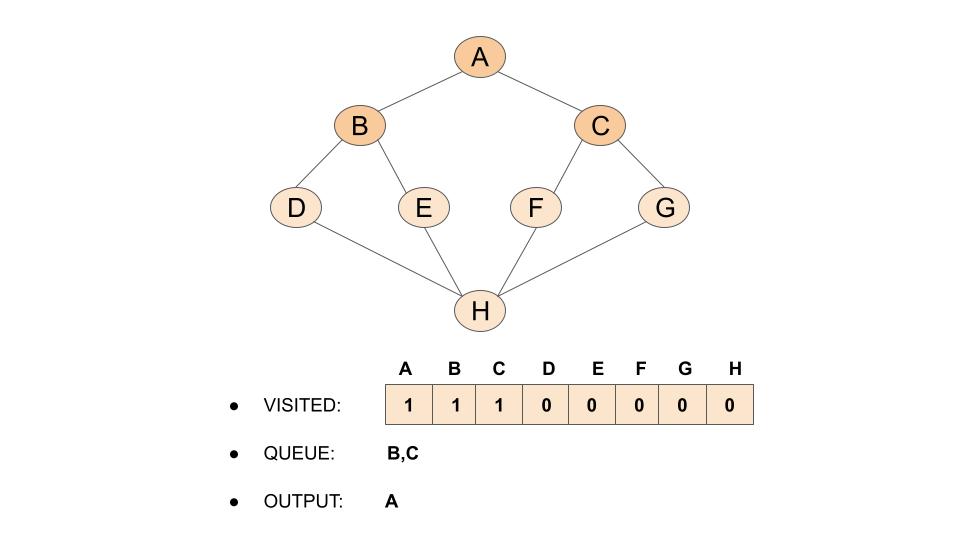 A
B C
D E F G
H
A B C D E F G H
● VISITED: 1 1 1 0 0 0 0 0
● QUEUE: B,C
● OUTPUT: A